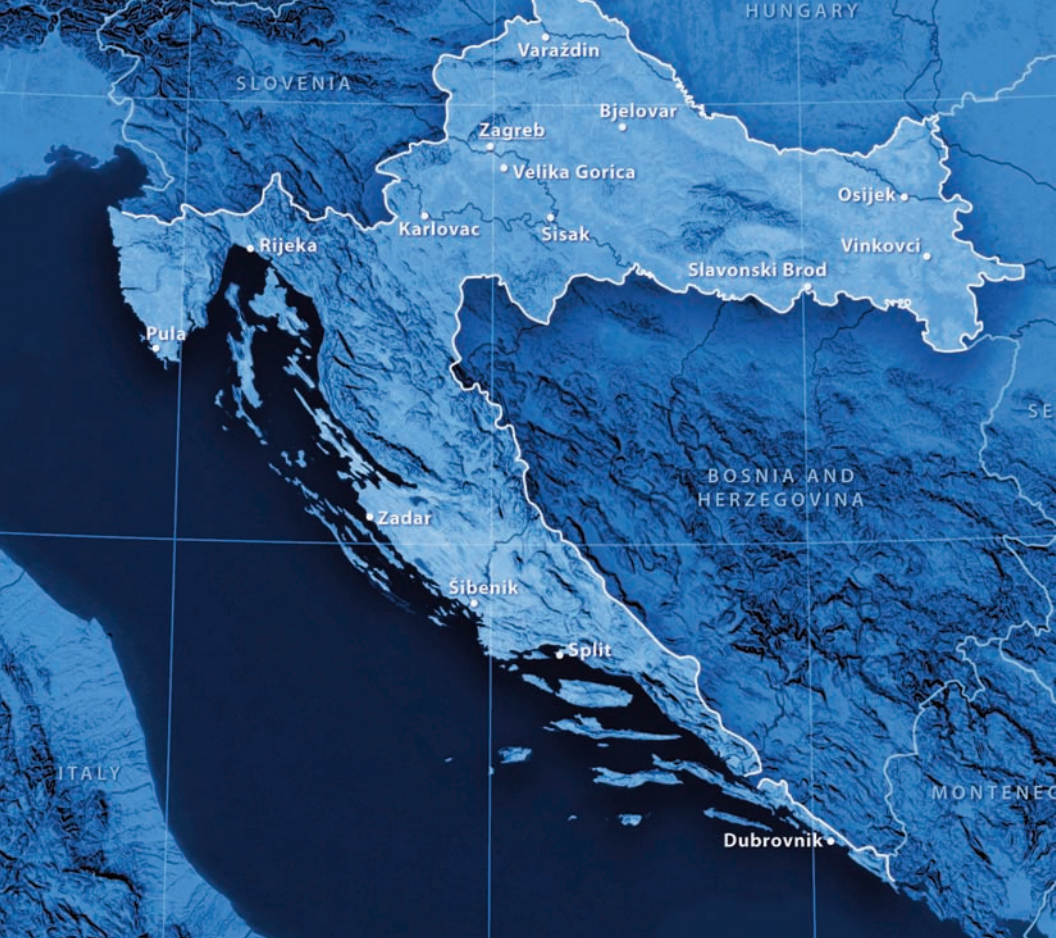 HUNGARY
Varaždin
SLOVENIA
Bjelovar
Zagreb
Velika Gorica
Osijek
Karlovac
Sisak
Rijeka
Vinkovci
Slavonski Brod
Pula
SE
BOSNIA AND
HERZEGOVINA
Zadar
Šibenik
Split
ITALY
MONTENEG
Dubrovnik